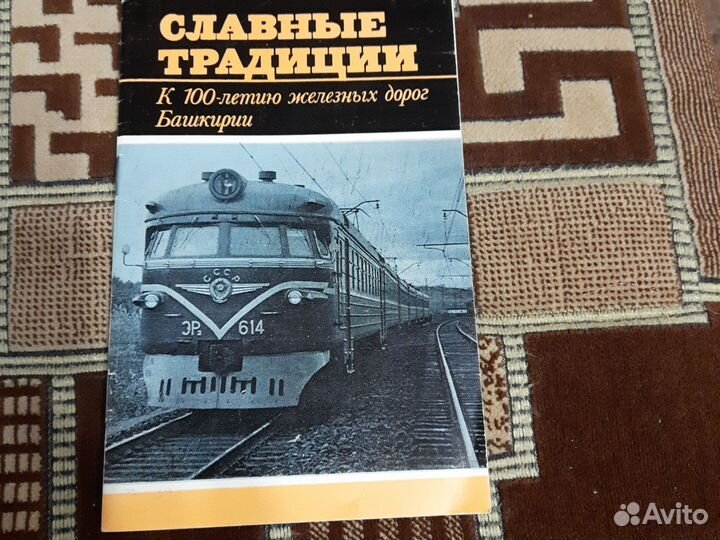 СЛАВНЫЕ
ТРАДИЦИИ
К 100-летию железных дорог
Башкирии
СССР
ЭР2 614
Avito